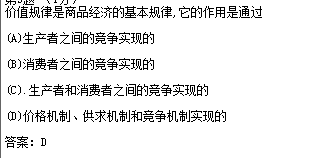 价值规律是商品经济的基本规律,它的作用是通过
(A)生产者之间的竞争实现的
(B)消费者之间的竞争实现的
(C).生产者和消费者之间的竞争实现的
(D)价格机制、供求机制和竞争机制实现的
答案: D